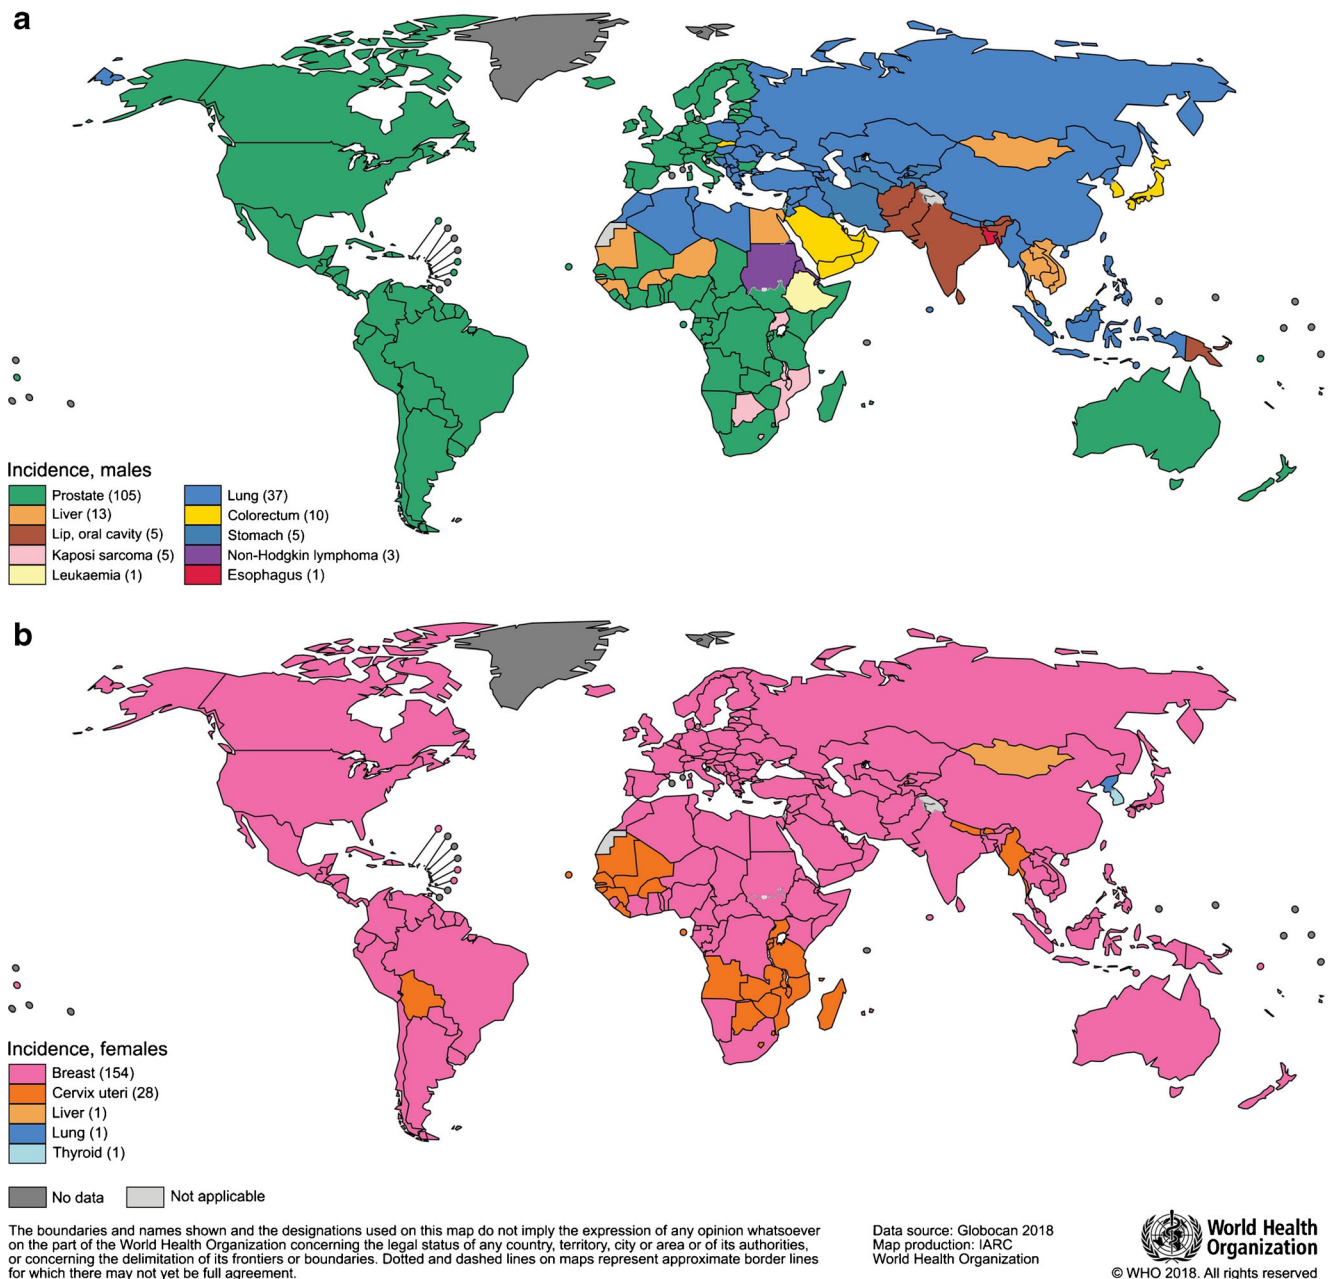 a
Incidence, males
Prostate (105)
Liver (13)
Lip, oral cavity (5)
Kaposi sarcoma (5)
Leukaemia (1)
Lung (37)
Colorectum (10)
Stomach (5)
Non-Hodgkin lymphoma (3)
Esophagus (1)
b
Incidence, females
Breast (154)
Cervix uteri (28)
Liver (1)
Lung (1)
Thyroid (1)
No data
Not applicable
The boundaries and names shown and the designations used on this map do not imply the expression of any opinion whatsoever
on the part of the World Health Organization concerning the legal status of any country, territory, city or area or of its authorities,
or concerning the delimitation of its frontiers or boundaries. Dotted and dashed lines on maps represent approximate border lines
for which there may not yet be full agreement.
Data source: Globocan 2018
Map production: IARC
World Health Organization
World Health
Organization
© WHO 2018. All rights reserved